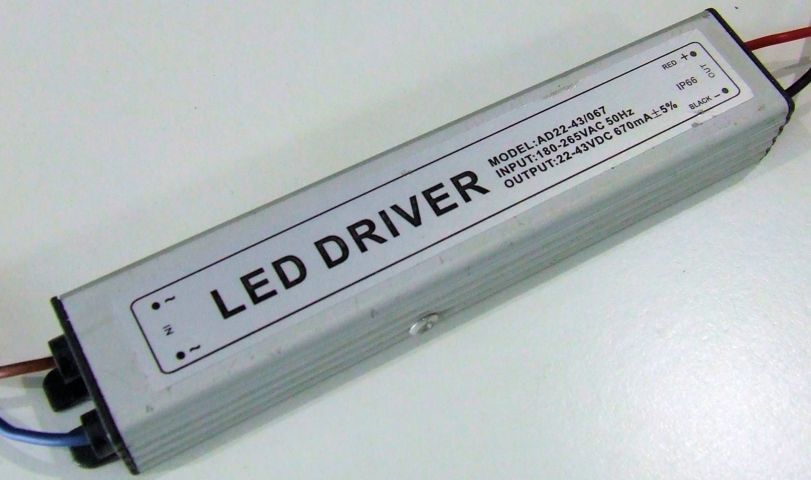 LED DRIVER
MODEL:AD22-43/067
INPUT:180-265VAC 50Hz
OUTPUT:22-43VDC 670mA±5%
IN
~
~
RED +
IP66
OUT
BLACK -